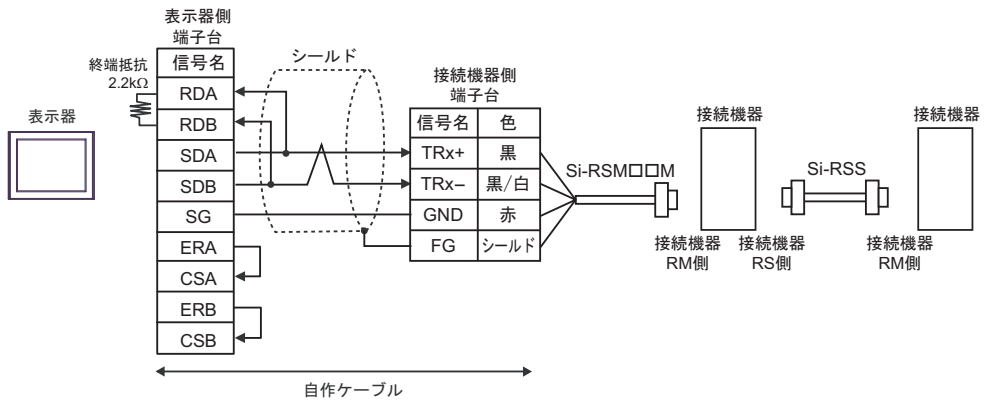 表示器
終端抵抗
2.2kΩ
表示器側
端子台
信号名
RDA
RDB
SDA
SDB
SG
ERA
CSA
ERB
CSB
シールド
接続機器側
端子台
信号名 色
TRx+ 黒
TRx– 黒/白
GND 赤
FG シールド
自作ケーブル
Si-RSM□□M
接続機器
接続機器
RM側
接続機器
RS側
Si-RSS
接続機器
接続機器
RM側